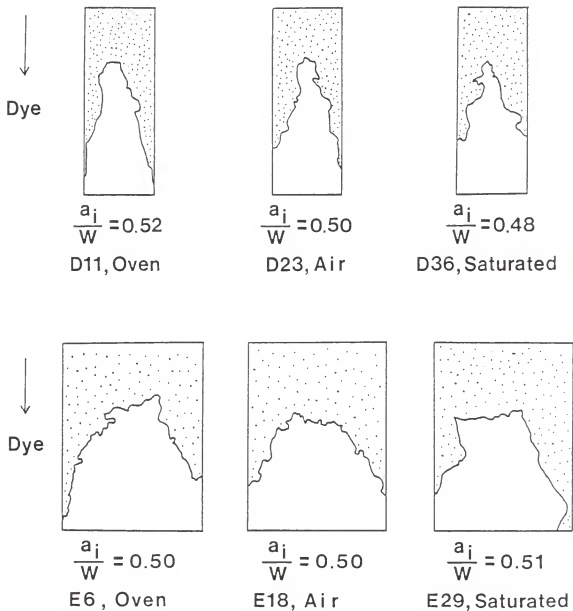 Dye
a_i/W = 0.52
a_i/W = 0.50
a_i/W = 0.48
D11, Oven
D23, Air
D36, Saturated
Dye
a_i/W = 0.50
a_i/W = 0.50
a_i/W = 0.51
E6, Oven
E18, Air
E29, Saturated